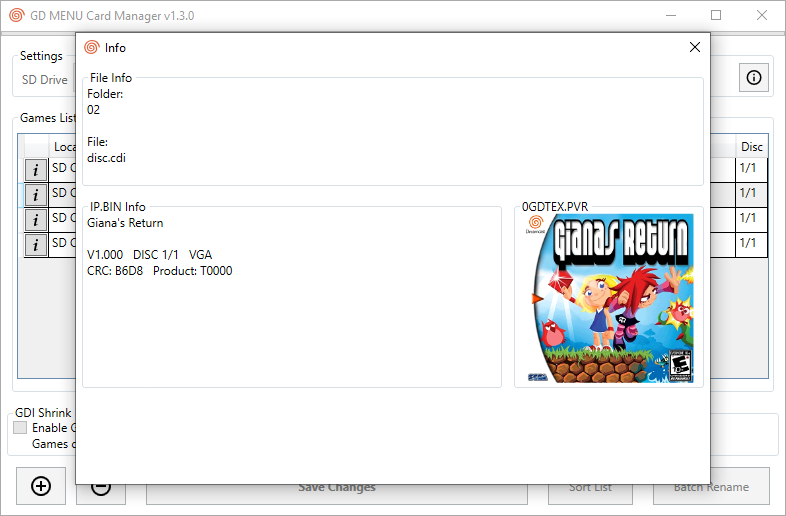 GD MENU Card Manager v1.3.0
Info
Settings
SD Drive
File Info
Folder:
02
File:
disc.cdi
Games List
Loca
Disc
i SD C 1/1
i SD C 1/1
i SD C 1/1
i SD C 1/1
IP.BIN Info
Giana's Return
V1.000 DISC 1/1 VGA
CRC: B6D8 Product: T0000
0GDTEX.PVR
Dreamcast
Giana's Return
SEGA
E
GDI Shrink
Enable G
Games c
Save Changes
Sort List
Batch Rename